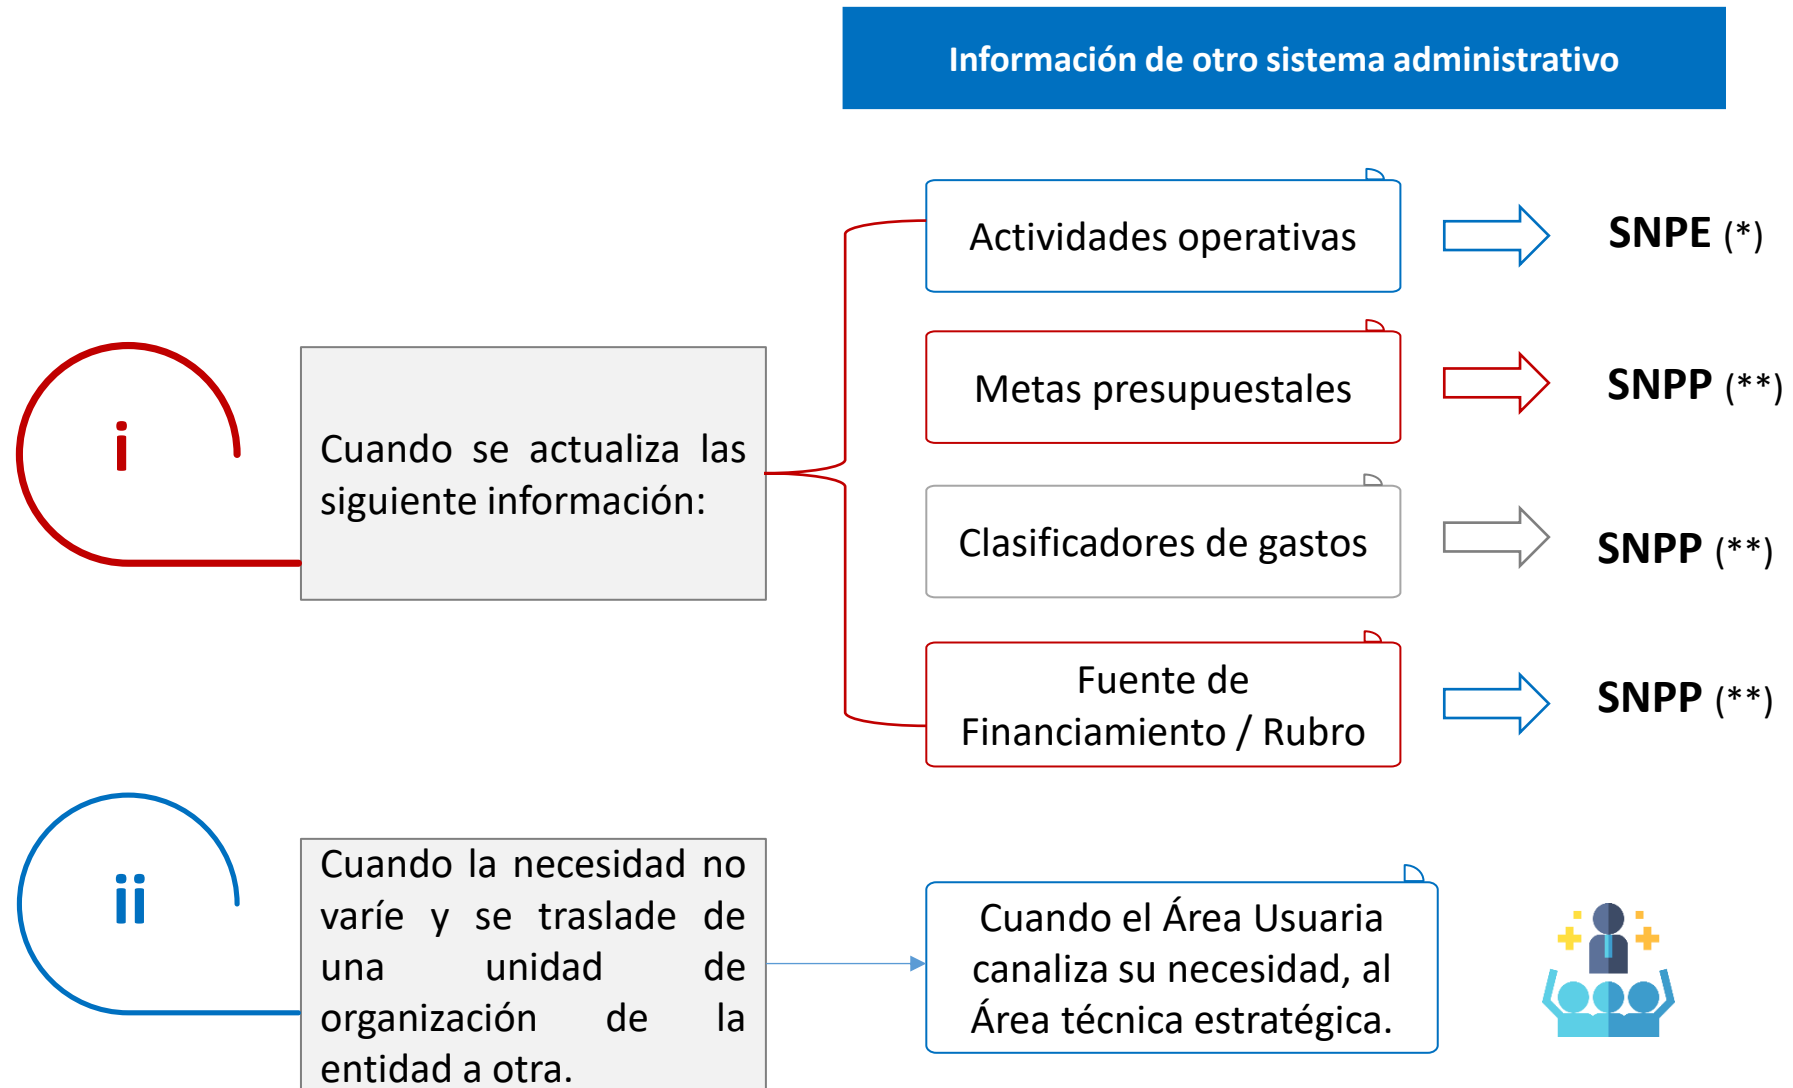 Información de otro sistema administrativo
i
Cuando se actualiza las
siguiente información:
Actividades operativas
SNPE (*)
Metas presupuestales
SNPP (**)
Clasificadores de gastos
SNPP (**)
Fuente de
Financiamiento / Rubro
SNPP (**)
ii
Cuando la necesidad no
varíe y se traslade de
una unidad de
organización de la
entidad a otra.
Cuando el Área Usuaria
canaliza su necesidad, al
Área técnica estratégica.